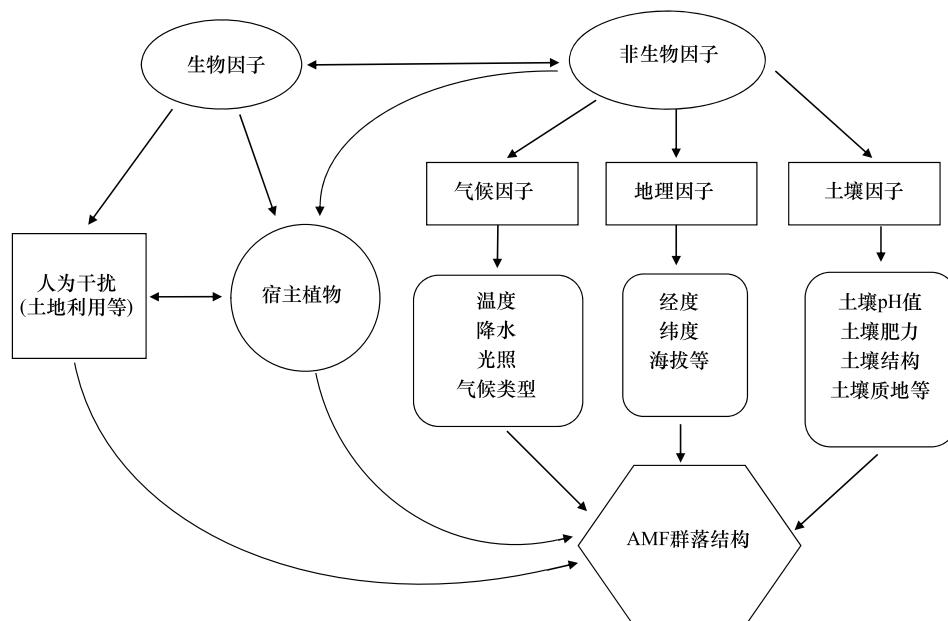 生物因子
非生物因子
气候因子
地理因子
土壤因子
人为干扰
(土地利用等)
宿主植物
温度
降水
光照
气候类型
经度
纬度
海拔等
土壤pH值
土壤肥力
土壤结构
土壤质地等
AMF群落结构